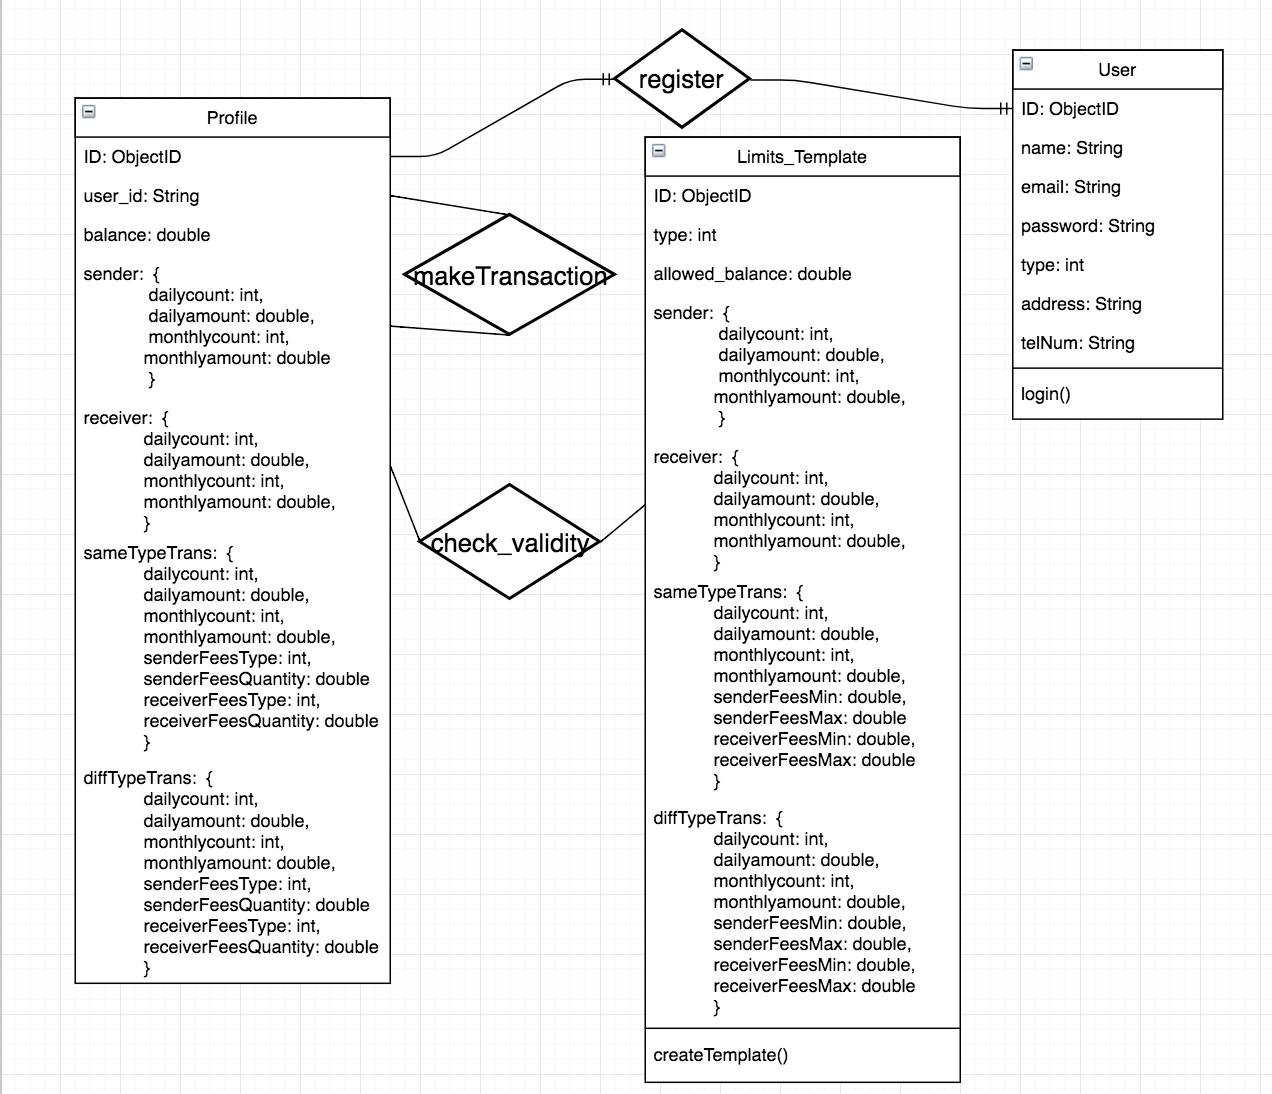 register
User
ID: ObjectID
name: String
email: String
password: String
type: int
address: String
telNum: String
login()
Profile
ID: ObjectID
user_id: String
balance: double
sender: {
dailycount: int,
dailyamount: double,
monthlycount: int,
monthlyamount: double
}
receiver: {
dailycount: int,
dailyamount: double,
monthlycount: int,
monthlyamount: double,
}
sameTypeTrans: {
dailycount: int,
dailyamount: double,
monthlycount: int,
monthlyamount: double,
senderFeesType: int,
senderFeesQuantity: double
receiverFeesType: int,
receiverFeesQuantity: double
}
diffTypeTrans: {
dailycount: int,
dailyamount: double,
monthlycount: int,
monthlyamount: double,
senderFeesType: int,
senderFeesQuantity: double
receiverFeesType: int,
receiverFeesQuantity: double
}
makeTransaction
check_validity
Limits_Template
ID: ObjectID
type: int
allowed_balance: double
sender: {
dailycount: int,
dailyamount: double,
monthlycount: int,
monthlyamount: double,
}
receiver: {
dailycount: int,
dailyamount: double,
monthlycount: int,
monthlyamount: double,
}
sameTypeTrans: {
dailycount: int,
dailyamount: double,
monthlycount: int,
monthlyamount: double,
senderFeesMin: double,
senderFeesMax: double
receiverFeesMin: double,
receiverFeesMax: double
}
diffTypeTrans: {
dailycount: int,
dailyamount: double,
monthlycount: int,
monthlyamount: double,
senderFeesMin: double,
senderFeesMax: double,
receiverFeesMin: double,
receiverFeesMax: double
}
createTemplate()